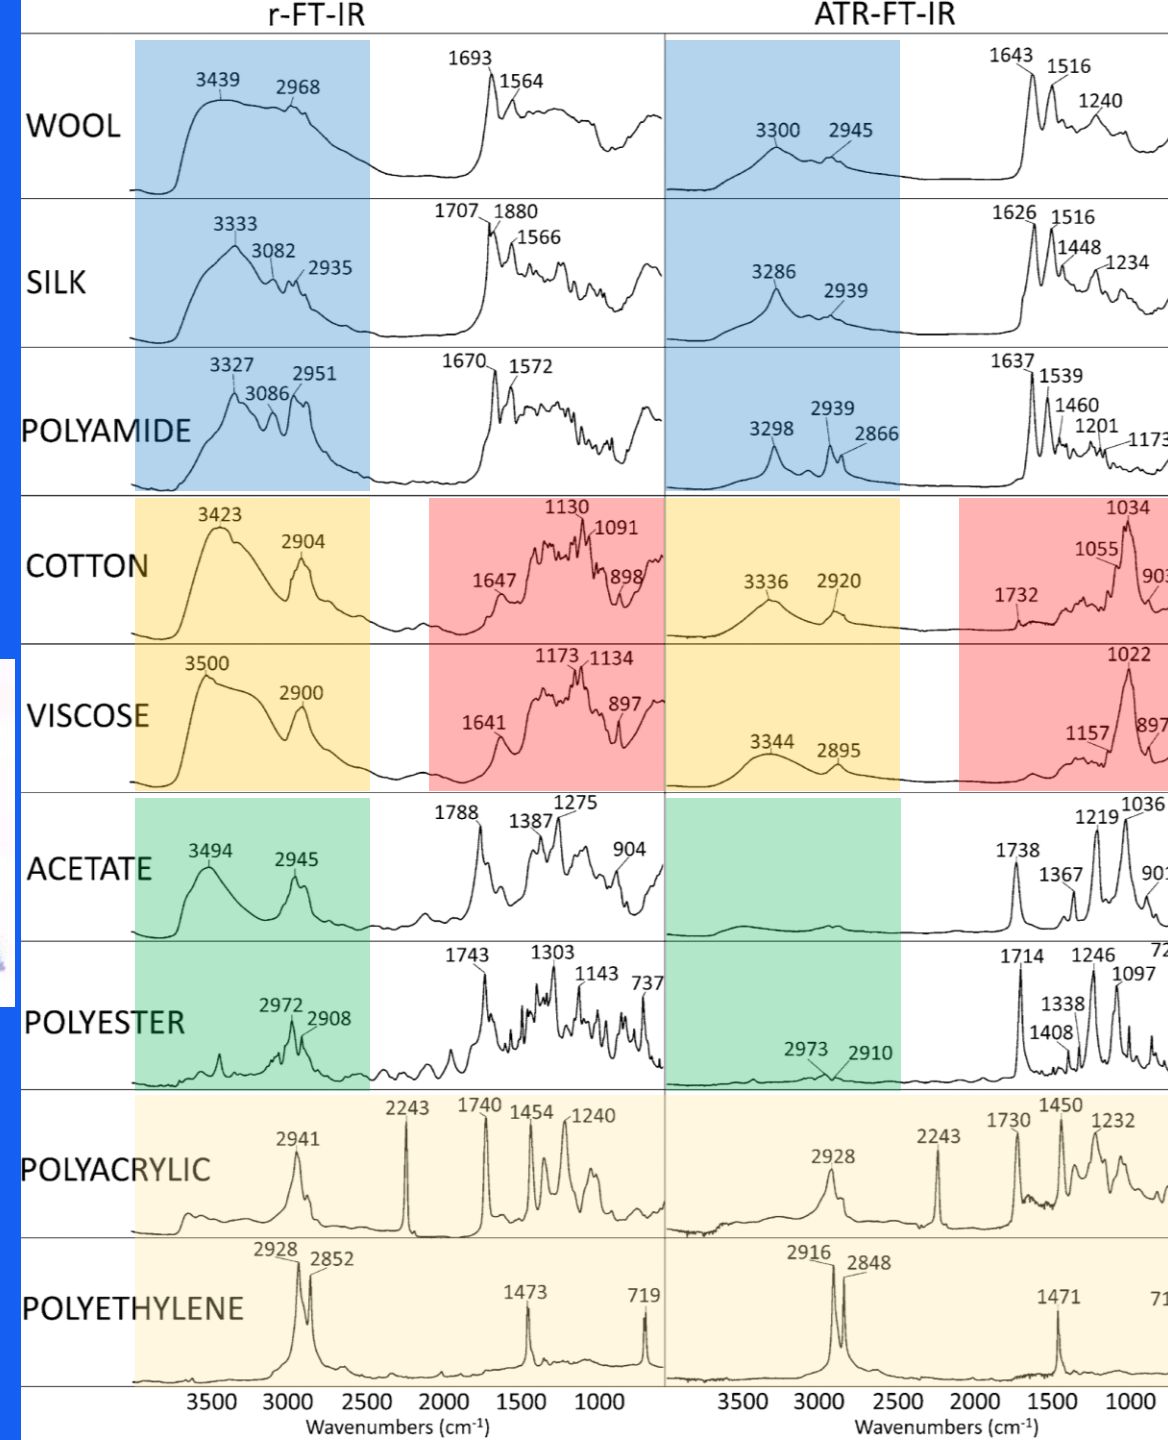 r-FT-IR ATR-FT-IR
WOOL 3439 2968 1693 1564 3300 2945 1643 1516 1240
SILK 3333 3082 2935 1707 1880 1566 3286 2939 1626 1516 1448 1234
POLYAMIDE 3327 3086 2951 1670 1572 3298 2939 2866 1637 1539 1460 1201 1173
COTTON 3423 2904 1647 1130 1091 898 3336 2920 1732 1055 1034 903
VISCOSE 3500 2900 1641 1173 1134 897 3344 2895 1157 1022 897
ACETATE 3494 2945 1788 1387 1275 904 1738 1367 1219 1036 901
POLYESTER 2972 2908 1743 1303 1143 737 2973 2910 1714 1408 1338 1246 1097 72
POLYACRYLIC 2941 2243 1740 1454 1240 2928 2243 1730 1450 1232
POLYETHYLENE 2928 2852 1473 719 2916 2848 1471 71
3500 3000 2500 2000 1500 1000 3500 3000 2500 2000 1500 1000
Wavenumbers (cm⁻¹) Wavenumbers (cm⁻¹)